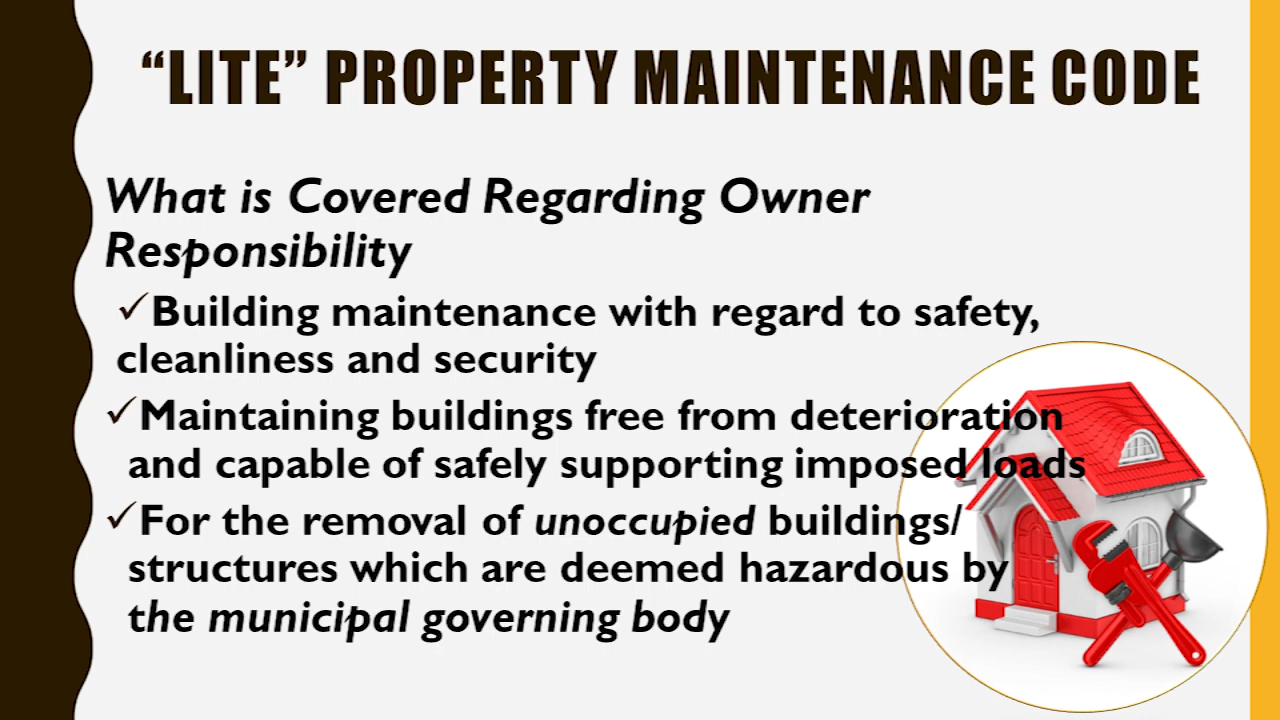 “LITE” PROPERTY MAINTENANCE CODE
What is Covered Regarding Owner
Responsibility
✓Building maintenance with regard to safety,
cleanliness and security
✓Maintaining buildings free from deterioration
and capable of safely supporting imposed loads
✓For the removal of unoccupied buildings/
structures which are deemed hazardous by
the municipal governing body